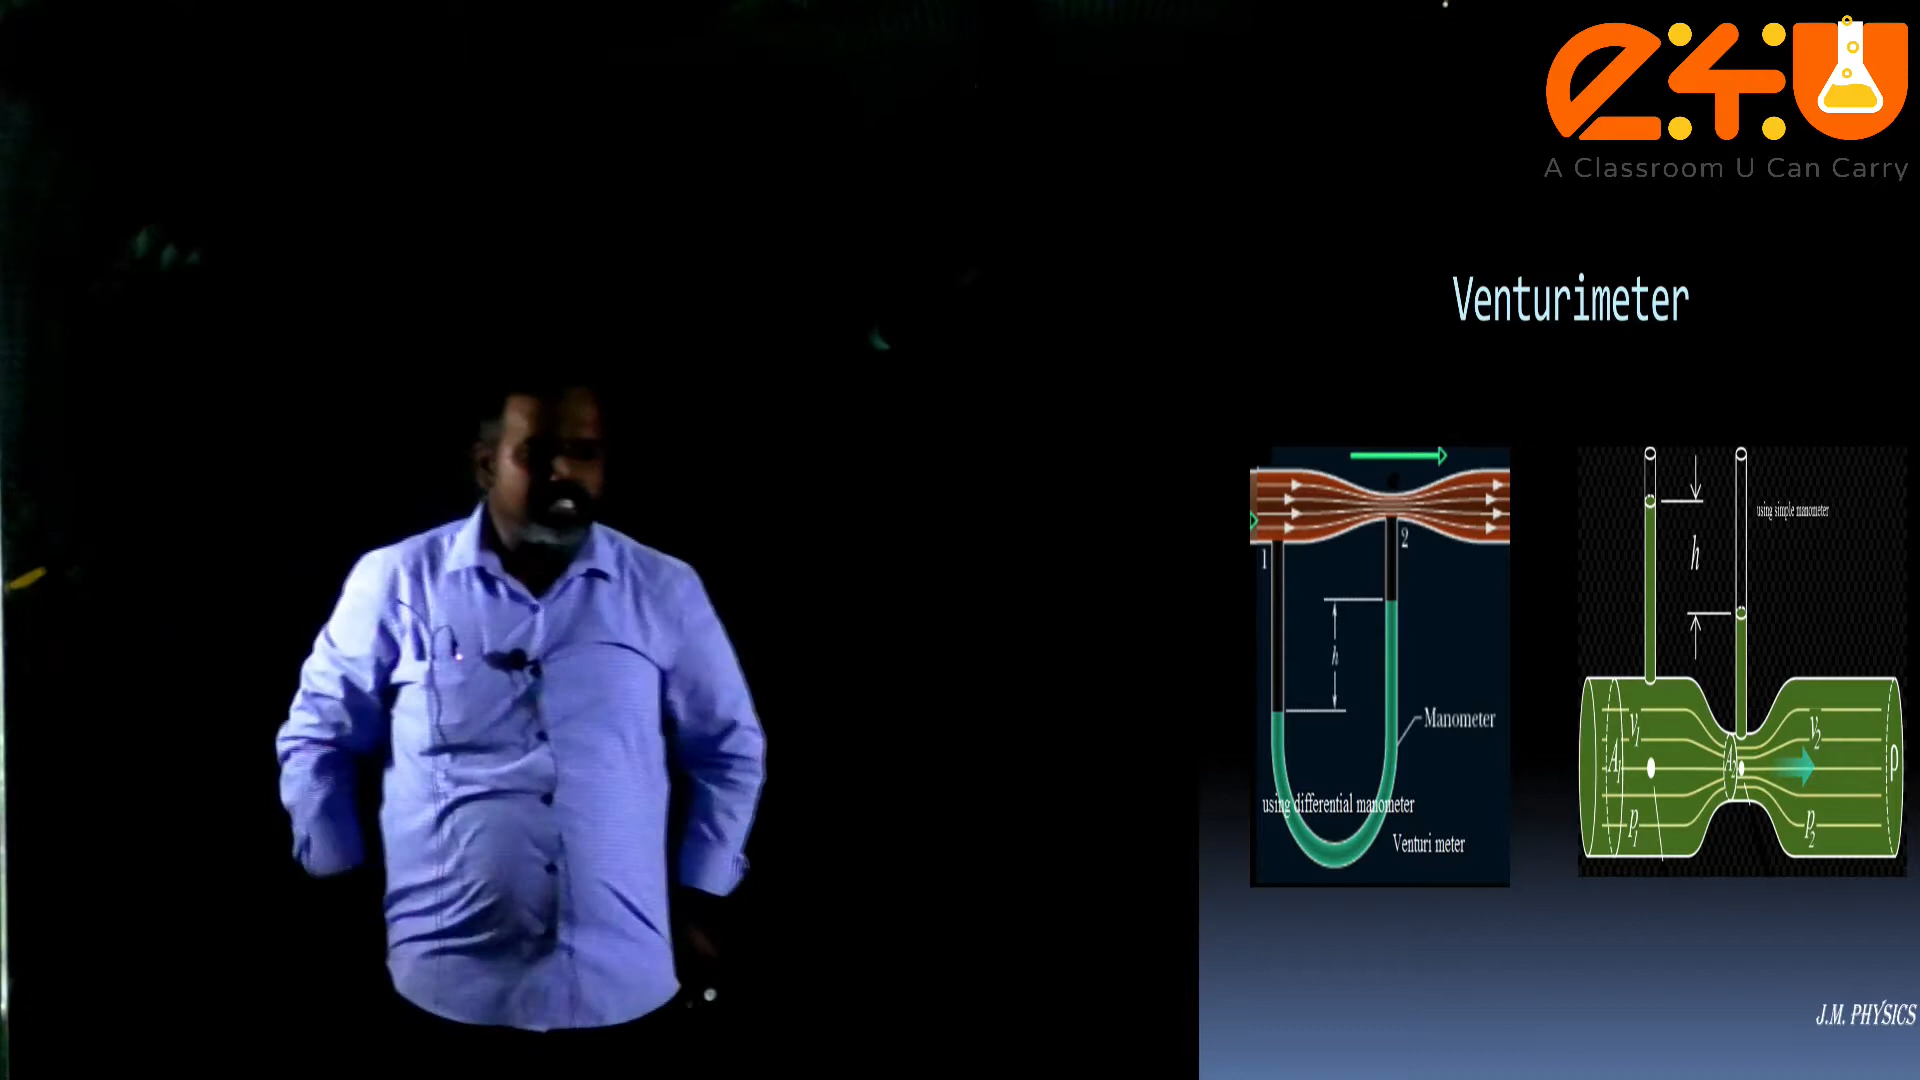 e4U
A Classroom U Can Carry
Venturimeter
1
2
h
Manometer
using differential manometer
Venturi meter
using simple manometer
h
v₁
v₂
A₁
A₂
ρ
p₁
p₂
J.M. PHYSICS